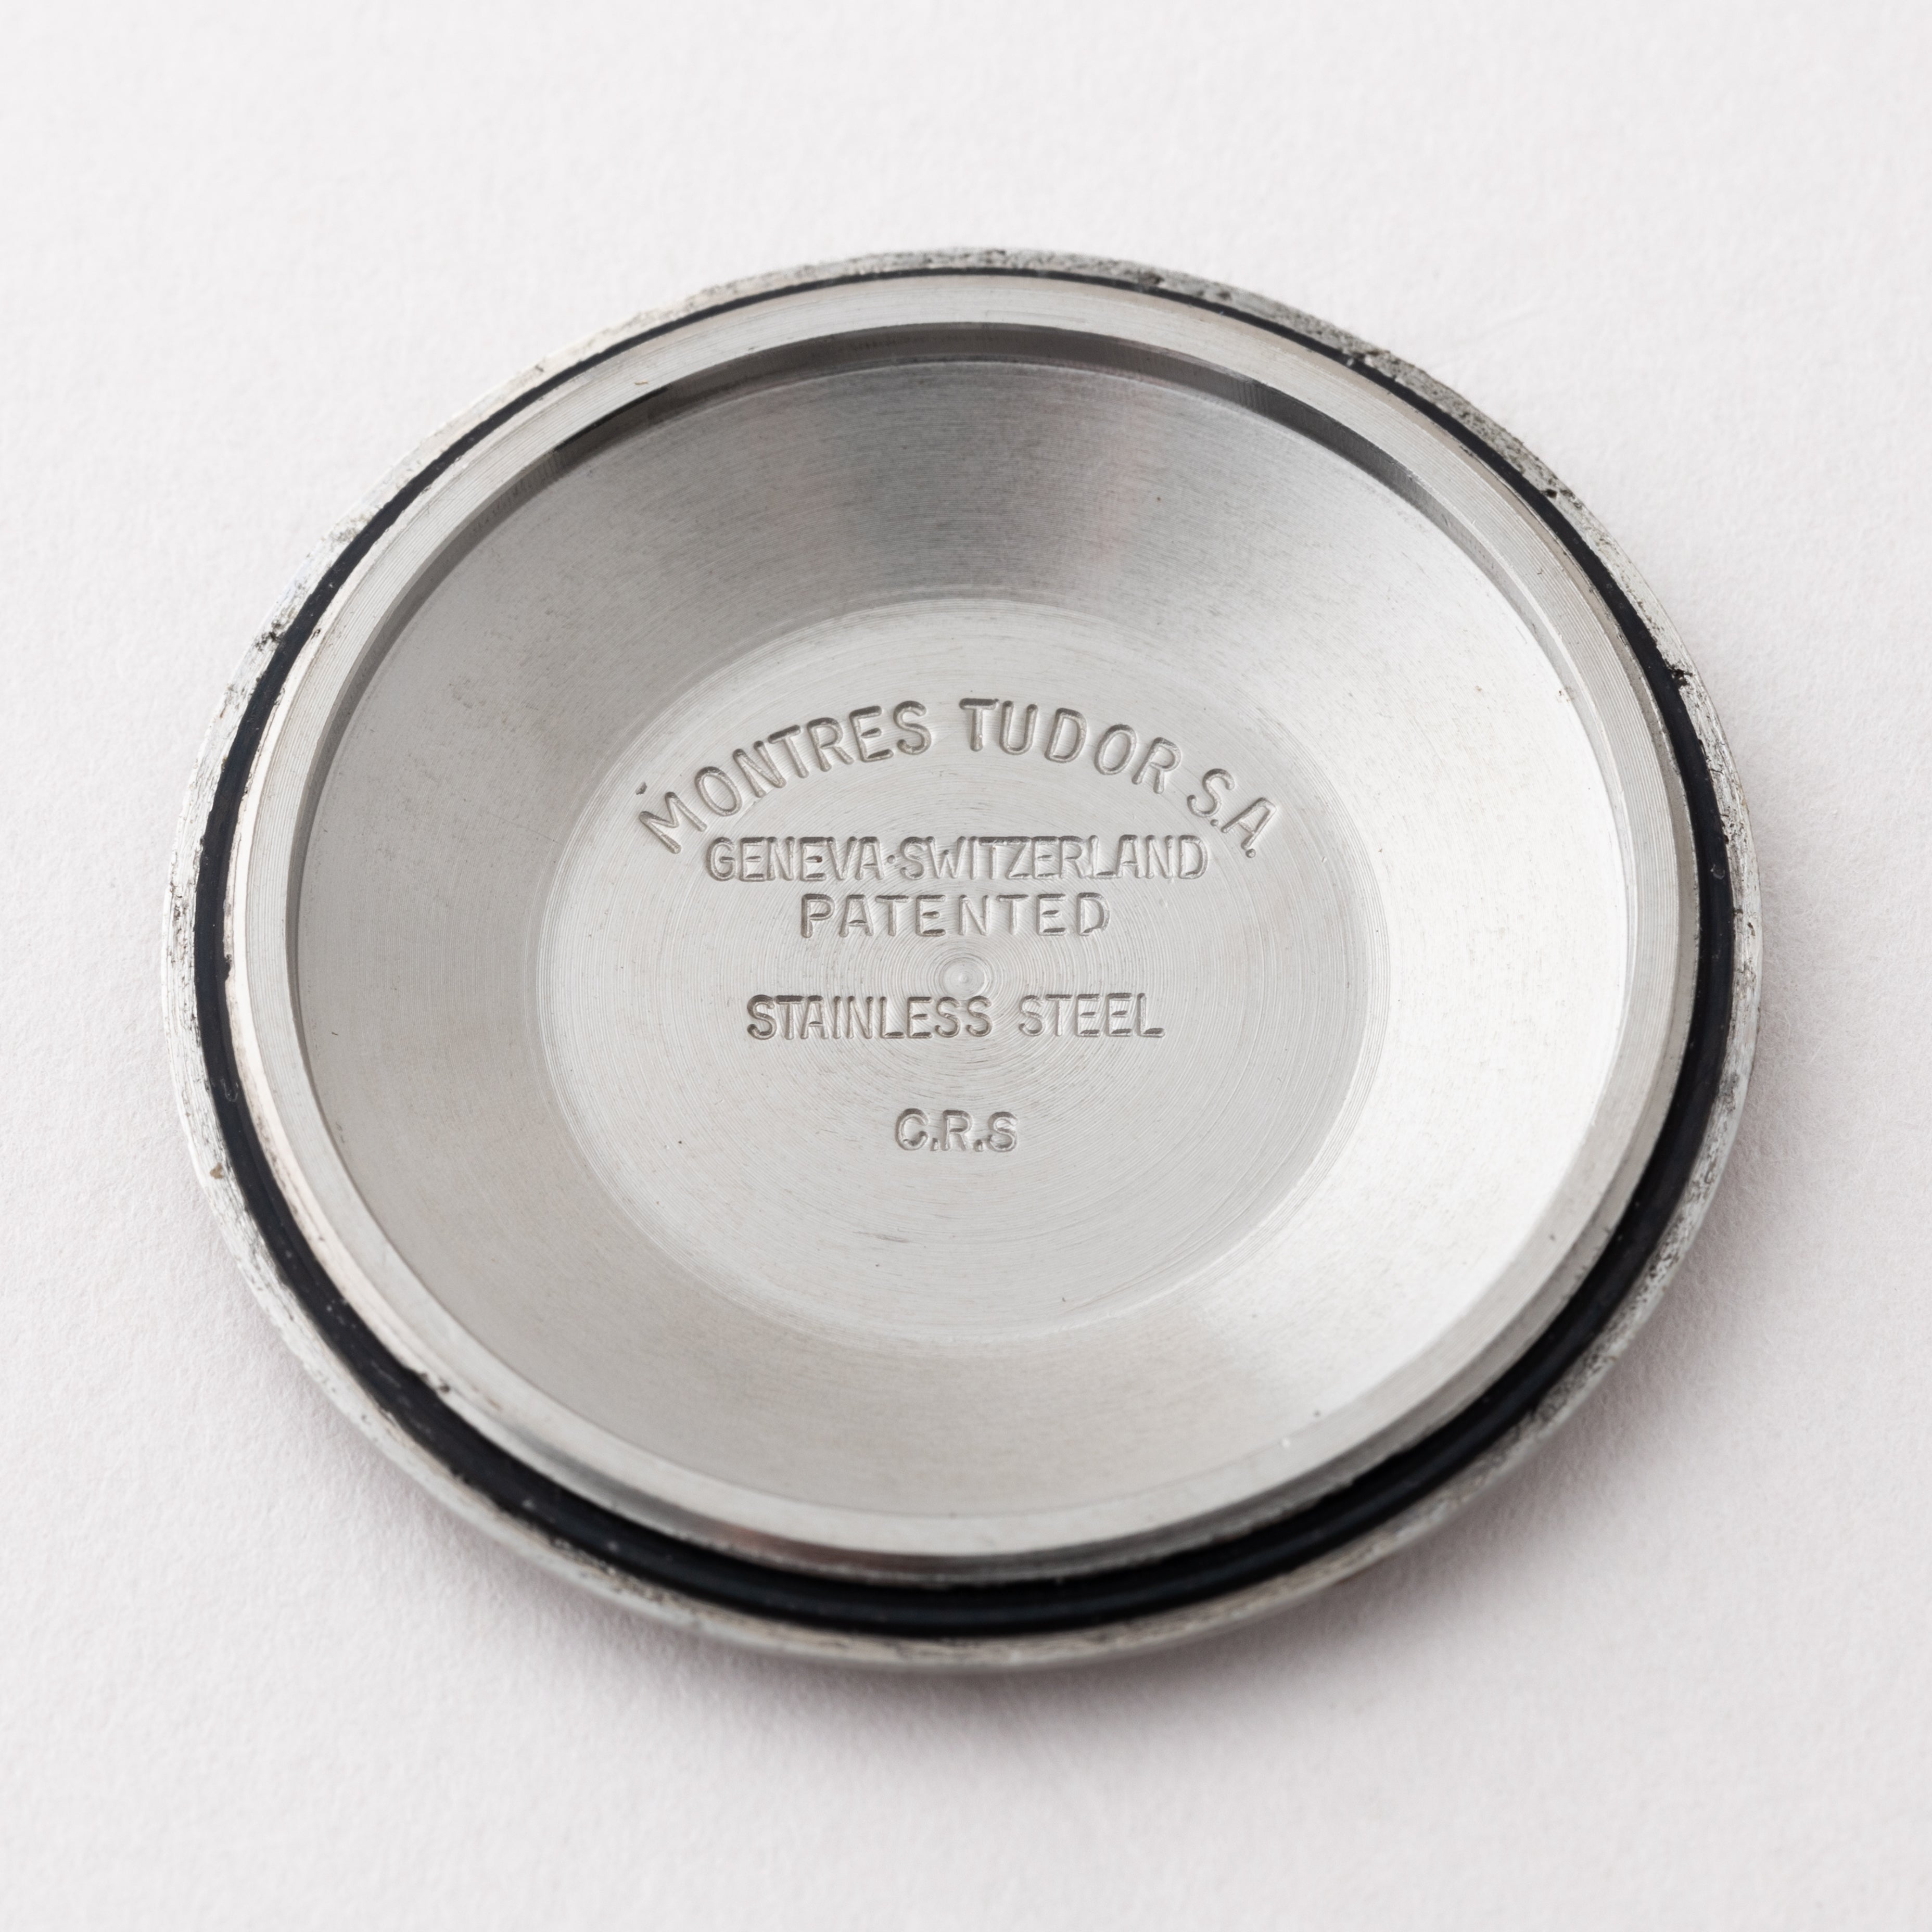 MONTRES TUDOR S.A.
GENEVA·SWITZERLAND
PATENTED
STAINLESS STEEL
C.R.S